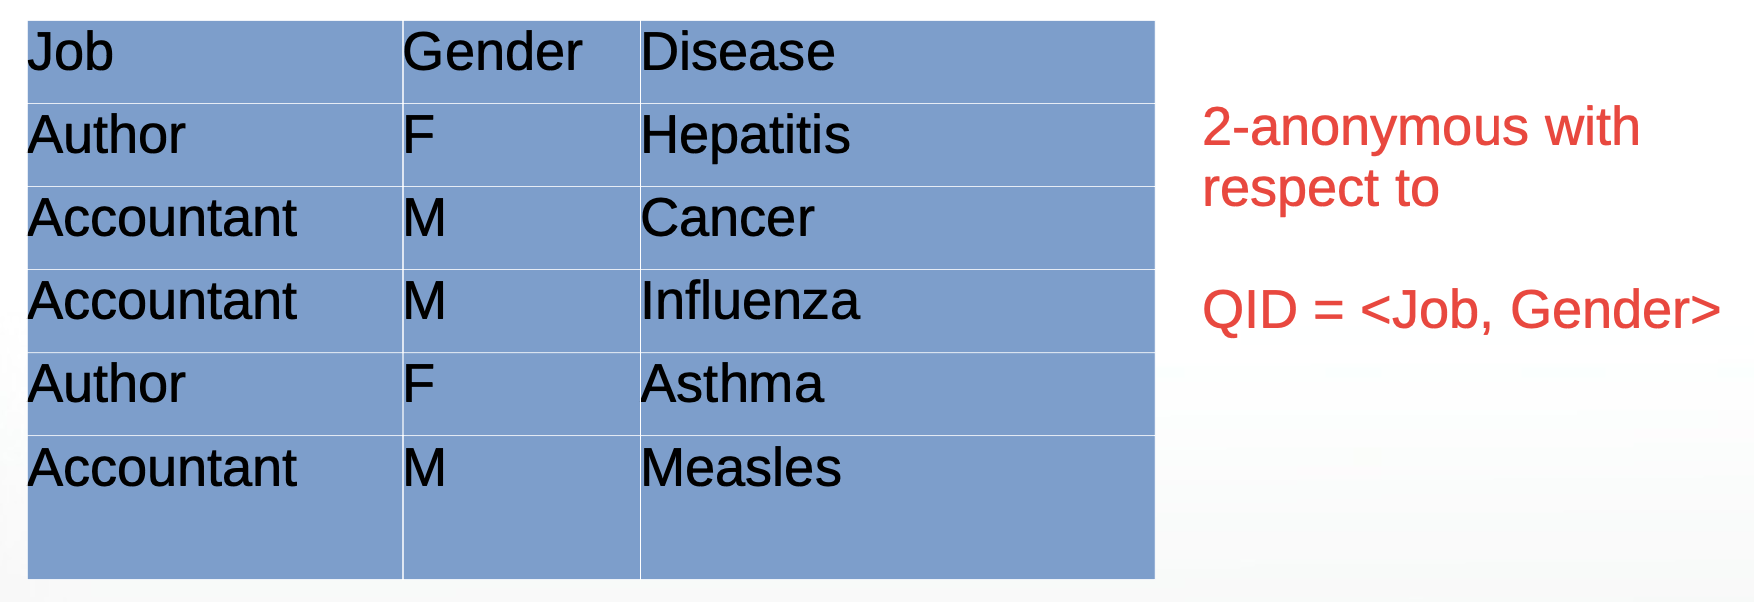 Job Gender Disease
Author F Hepatitis
Accountant M Cancer
Accountant M Influenza
Author F Asthma
Accountant M Measles
2-anonymous with
respect to
QID = <Job, Gender>